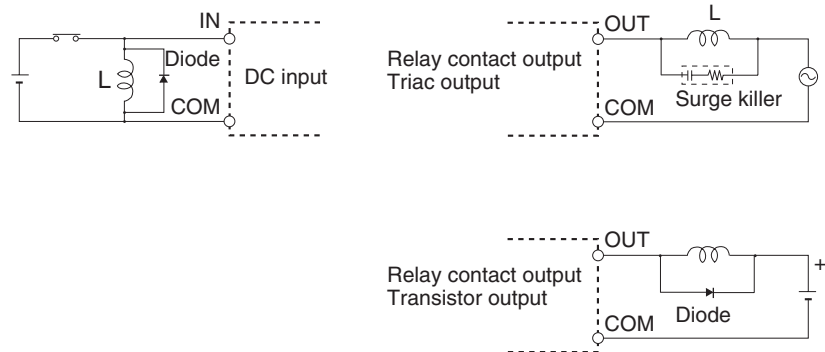 IN
Diode
L
DC input
COM
OUT
L
Relay contact output
Triac output
Surge killer
COM
OUT
+
Relay contact output
Transistor output
Diode
COM